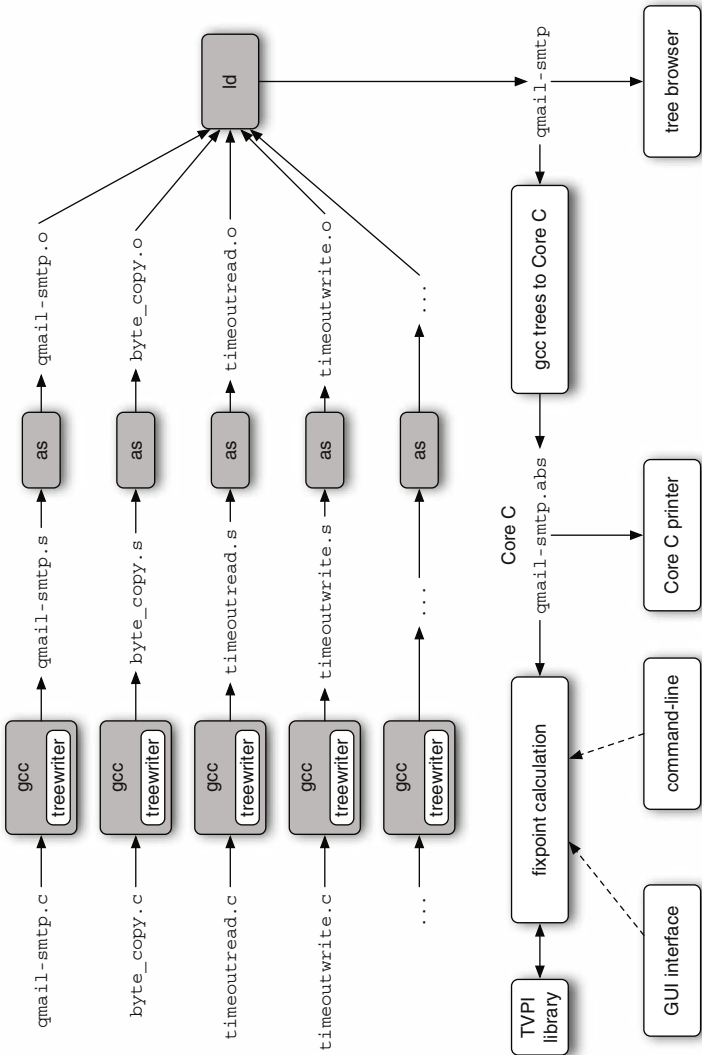 qmail-smtp.c
gcc
treewriter
qmail-smtp.s
as
qmail-smtp.o
byte_copy.c
gcc
treewriter
byte_copy.s
as
byte_copy.o
timeoutread.c
gcc
treewriter
timeoutread.s
as
timeoutread.o
ld
timeoutwrite.c
gcc
treewriter
timeoutwrite.s
as
timeoutwrite.o
...
gcc
treewriter
...
as
...
TVPI
library
fixpoint calculation
Core C
qmail-smtp.abs
gcc trees to Core C
qmail-smtp
GUI interface
command-line
Core C printer
tree browser